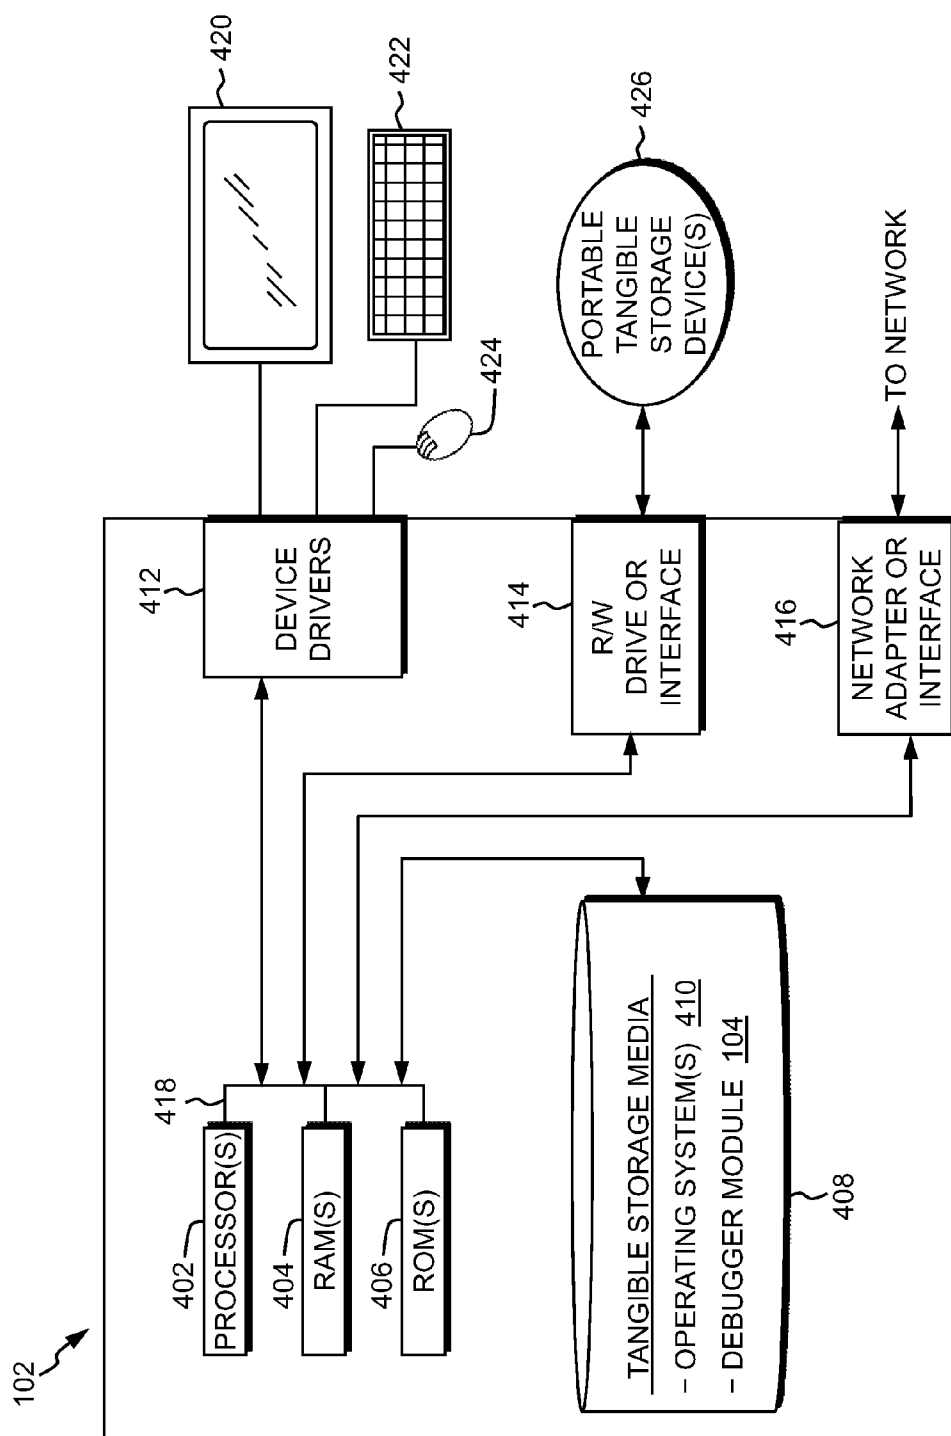 102
402
PROCESSOR(S)
418
404
RAM(S)
406
ROM(S)
TANGIBLE STORAGE MEDIA
– OPERATING SYSTEM(S) 410
– DEBUGGER MODULE 104
408
412
DEVICE
DRIVERS
414
R/W
DRIVE OR
INTERFACE
416
NETWORK
ADAPTER OR
INTERFACE
420
422
424
426
PORTABLE
TANGIBLE
STORAGE
DEVICE(S)
TO NETWORK